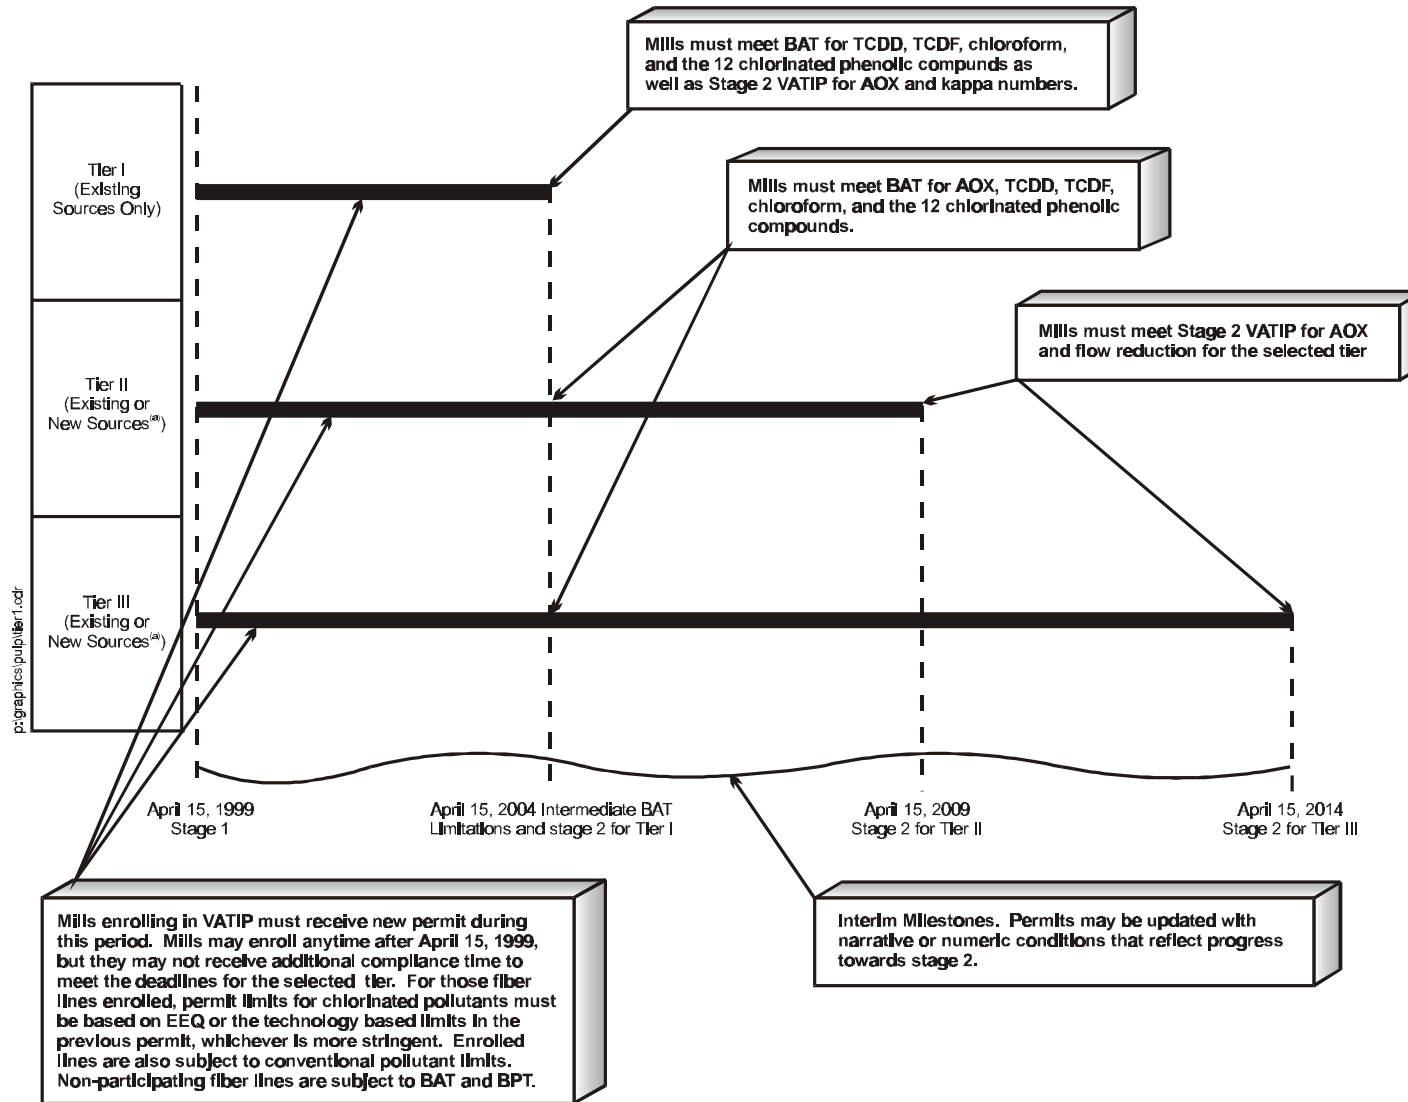 Mills must meet BAT for TCDD, TCDF, chloroform,
and the 12 chlorinated phenolic compunds as
well as Stage 2 VATIP for AOX and kappa numbers.
Tier I
(Existing
Sources Only)
Mills must meet BAT for AOX, TCDD, TCDF,
chloroform, and the 12 chlorinated phenolic
compounds.
Mills must meet Stage 2 VATIP for AOX
and flow reduction for the selected tier
Tier II
(Existing or
New Sources(a))
Tier III
(Existing or
New Sources(a))
p:\graphics\pulp\tier1.cdr
April 15, 1999
Stage 1
April 15, 2004 Intermediate BAT
Limitations and stage 2 for Tier I
April 15, 2009
Stage 2 for Tier II
April 15, 2014
Stage 2 for Tier III
Mills enrolling in VATIP must receive new permit during
this period. Mills may enroll anytime after April 15, 1999,
but they may not receive additional compliance time to
meet the deadlines for the selected tier. For those fiber
lines enrolled, permit limits for chlorinated pollutants must
be based on EEQ or the technology based limits in the
previous permit, whichever is more stringent. Enrolled
lines are also subject to conventional pollutant limits.
Non-participating fiber lines are subject to BAT and BPT.
Interim Milestones. Permits may be updated with
narrative or numeric conditions that reflect progress
towards stage 2.